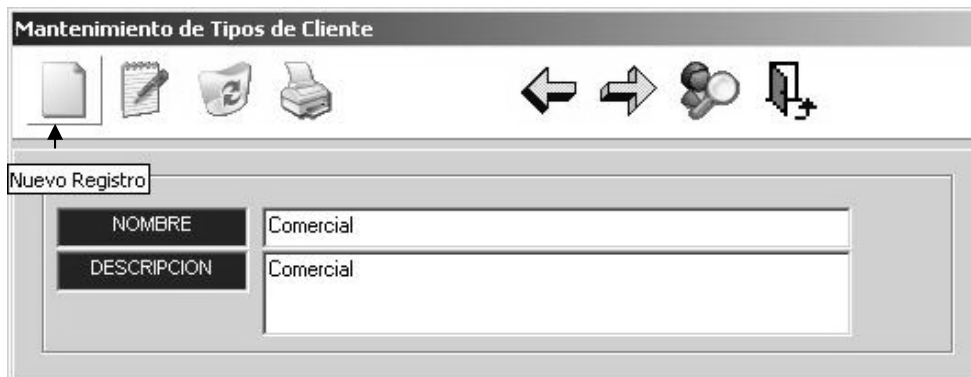 Mantenimiento de Tipos de Cliente
Nuevo Registro
NOMBRE Comercial
DESCRIPCION Comercial